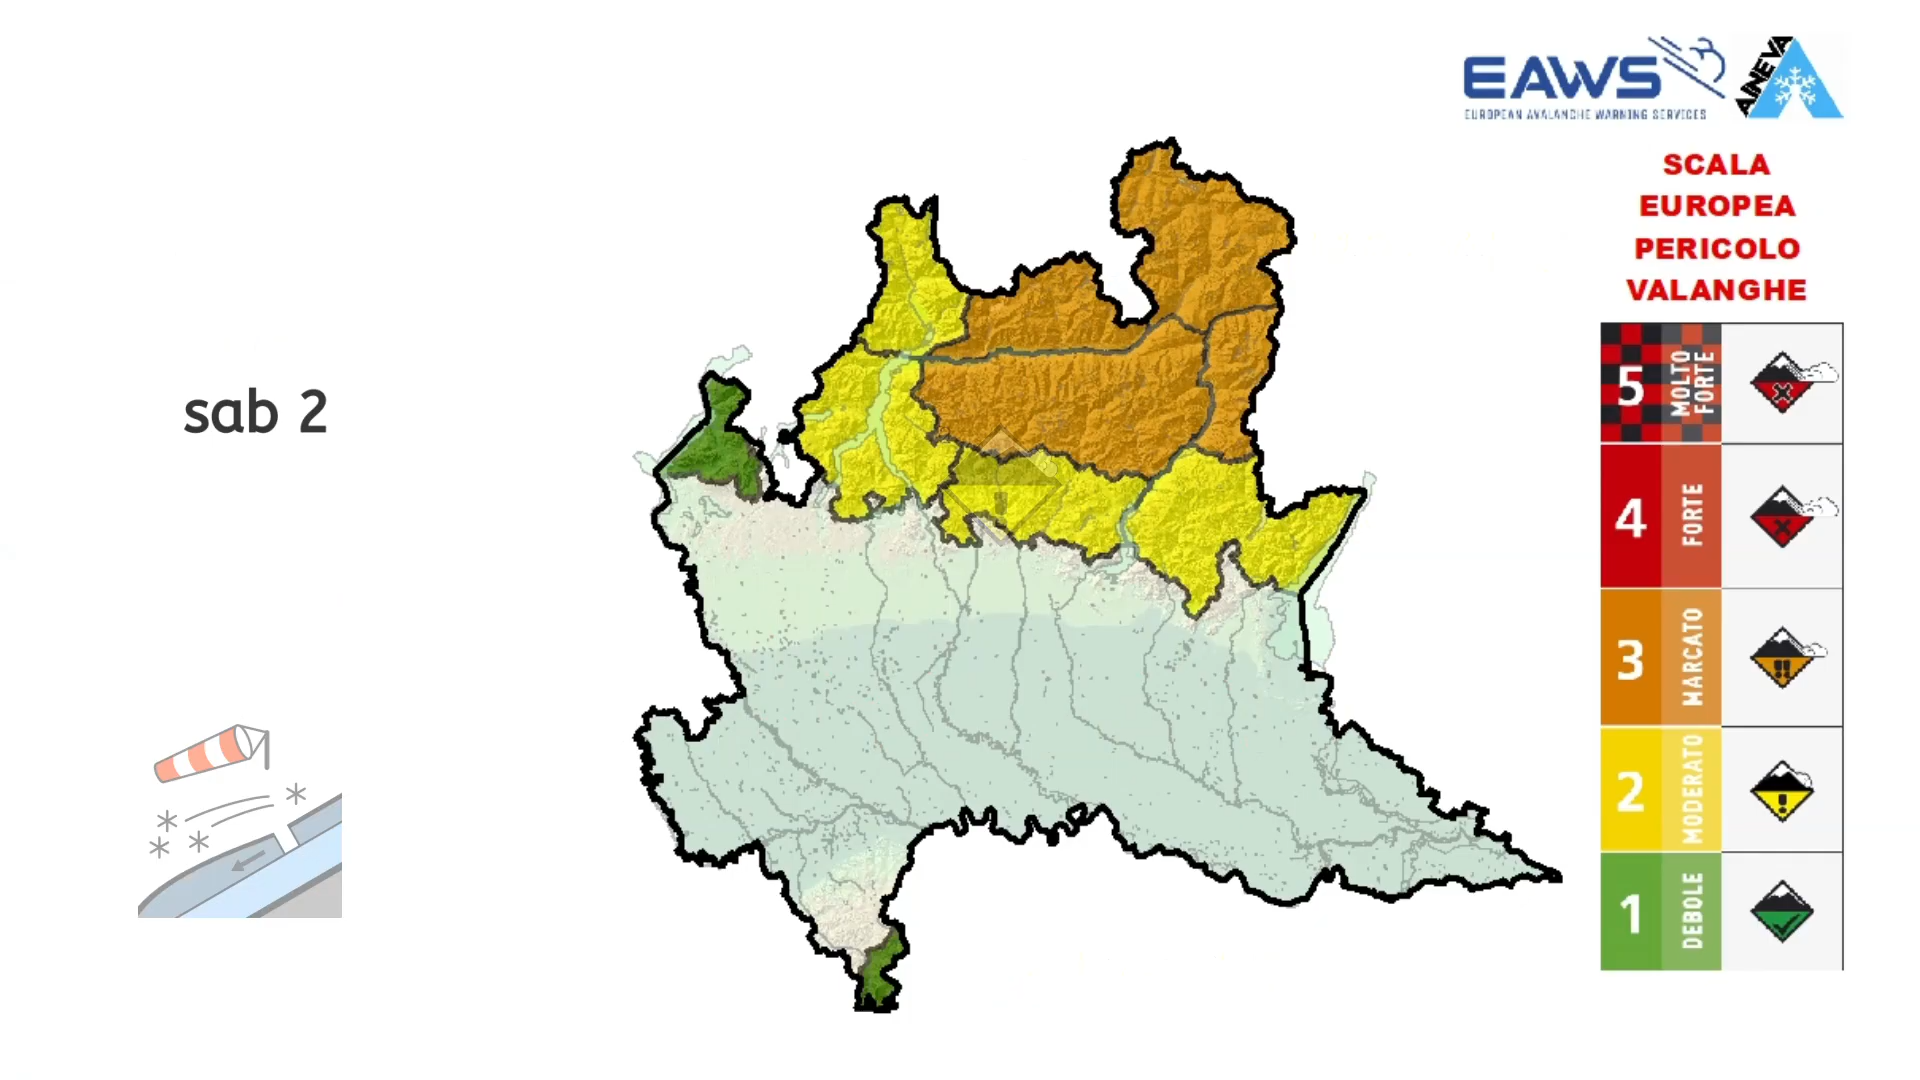 EAWS
EUROPEAN AVALANCHE WARNING SERVICES
AINEVA
SCALA
EUROPEA
PERICOLO
VALANGHE
sab 2
5 MOLTO FORTE
4 FORTE
3 MARCATO
2 MODERATO
1 DEBOLE